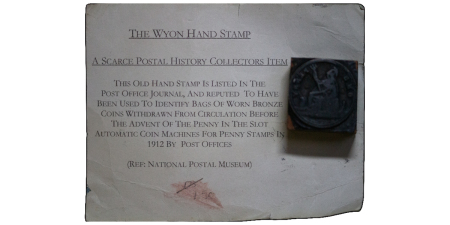 THE WYON HAND STAMP
A SCARCE POSTAL HISTORY COLLECTORS ITEM
THIS OLD HAND STAMP IS LISTED IN THE
POST OFFICE JOURNAL, AND REPUTED TO HAVE
BEEN USED TO IDENTIFY BAGS OF WORN BRONZE
COINS WITHDRAWN FROM CIRCULATION BEFORE
THE ADVENT OF THE PENNY IN THE SLOT
AUTOMATIC COIN MACHINES FOR PENNY STAMPS IN
1912 BY POST OFFICES
(REF: NATIONAL POSTAL MUSEUM)